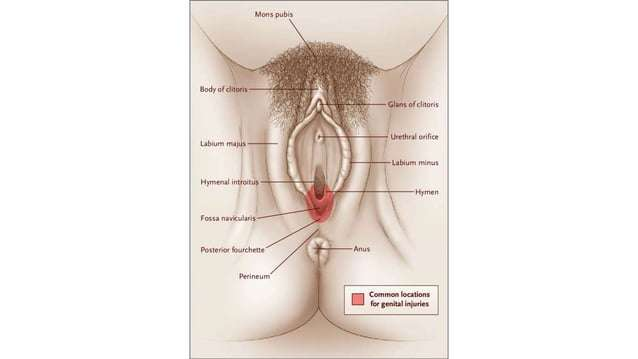 Mons pubis
Body of clitoris
Glans of clitoris
Urethral orifice
Labium majus
Labium minus
Hymenal introitus
Hymen
Fossa navicularis
Posterior fourchette
Anus
Perineum
Common locations
for genital injuries